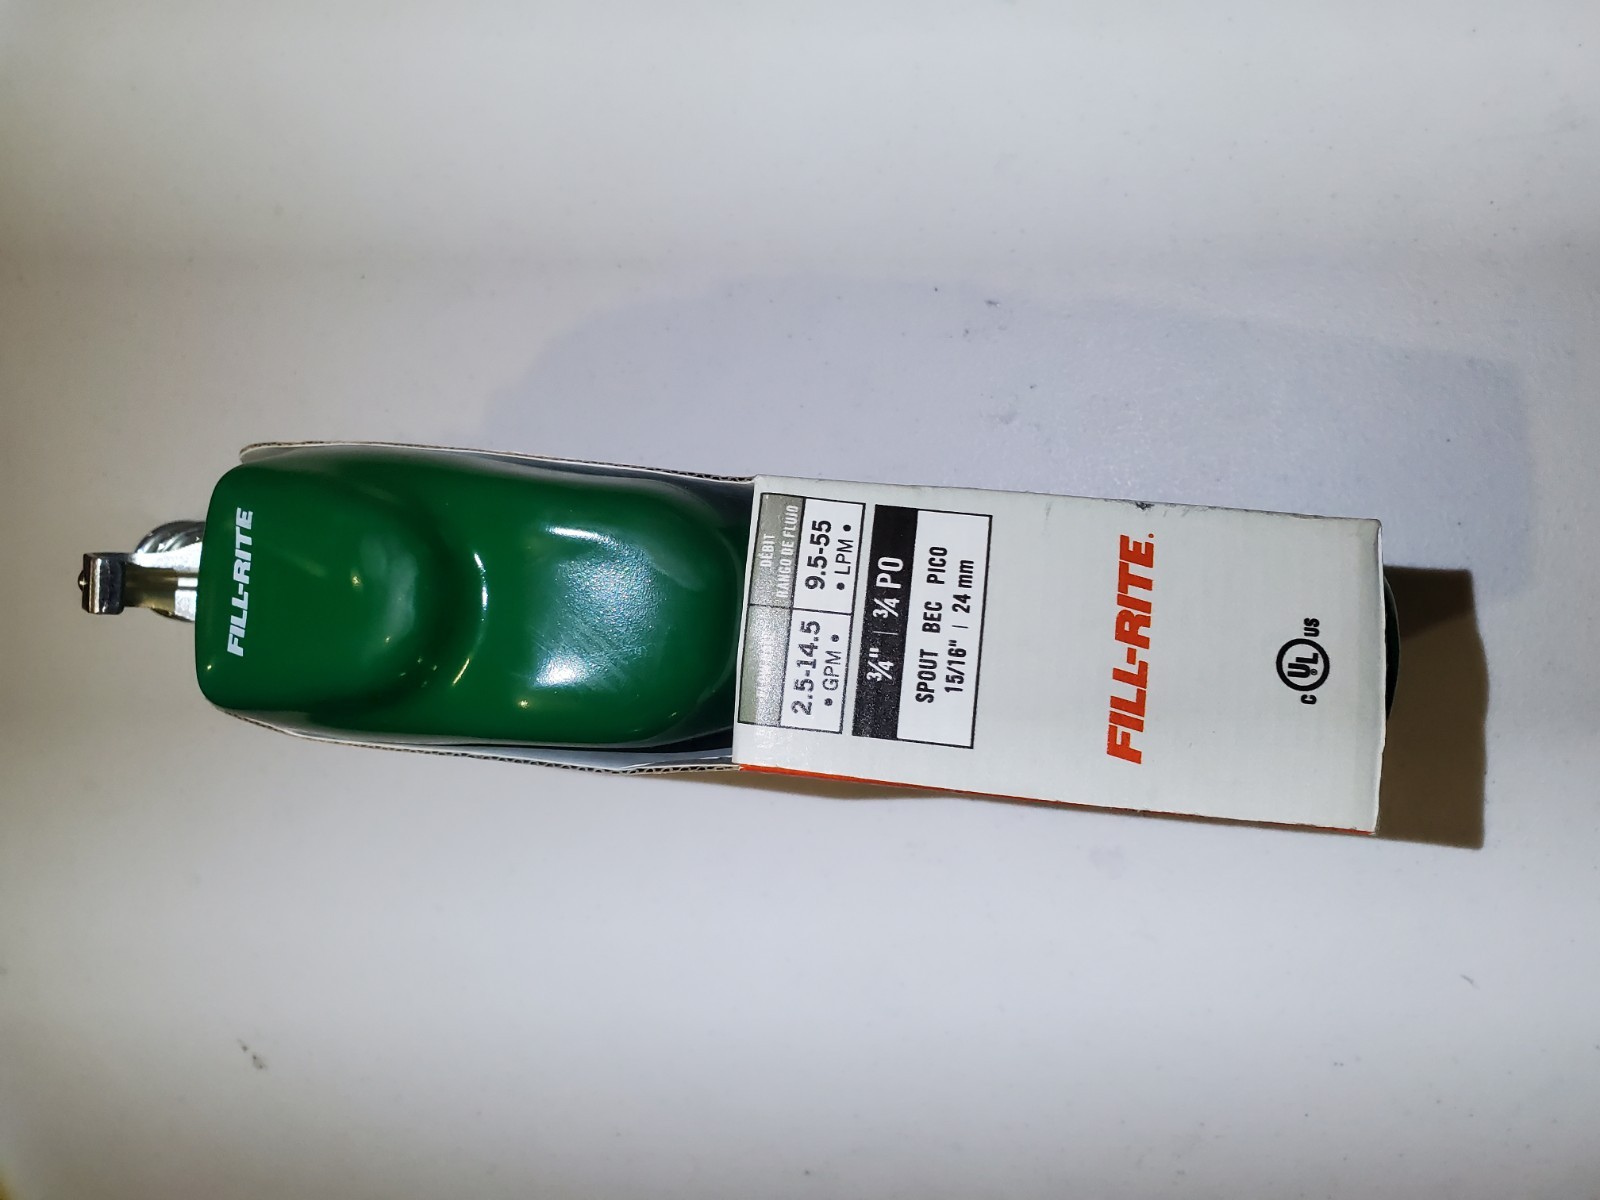 FILL-RITE
DÉBIT
RANGO DE FLUJO
2.5-14.5
• GPM •
9.5-55
• LPM •
3/4" | 3/4 PO
SPOUT BEC PICO
15/16" | 24 mm
FILL-RITE.
C UL US